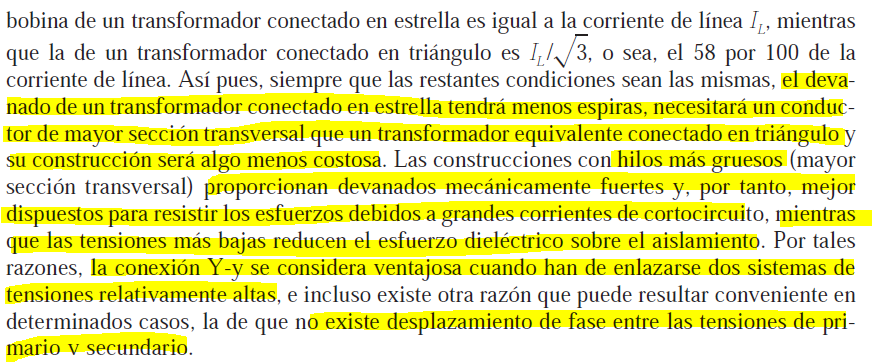 bobina de un transformador conectado en estrella es igual a la corriente de línea I_L, mientras
que la de un transformador conectado en triángulo es I_L/√3, o sea, el 58 por 100 de la
corriente de línea. Así pues, siempre que las restantes condiciones sean las mismas, el deva-
nado de un transformador conectado en estrella tendrá menos espiras, necesitará un conduc-
tor de mayor sección transversal que un transformador equivalente conectado en triángulo y
su construcción será algo menos costosa. Las construcciones con hilos más gruesos (mayor
sección transversal) proporcionan devanados mecánicamente fuertes y, por tanto, mejor
dispuestos para resistir los esfuerzos debidos a grandes corrientes de cortocircuito, mientras
que las tensiones más bajas reducen el esfuerzo dieléctrico sobre el aislamiento. Por tales
razones, la conexión Y-y se considera ventajosa cuando han de enlazarse dos sistemas de
tensiones relativamente altas, e incluso existe otra razón que puede resultar conveniente en
determinados casos, la de que no existe desplazamiento de fase entre las tensiones de pri-
mario y secundario.